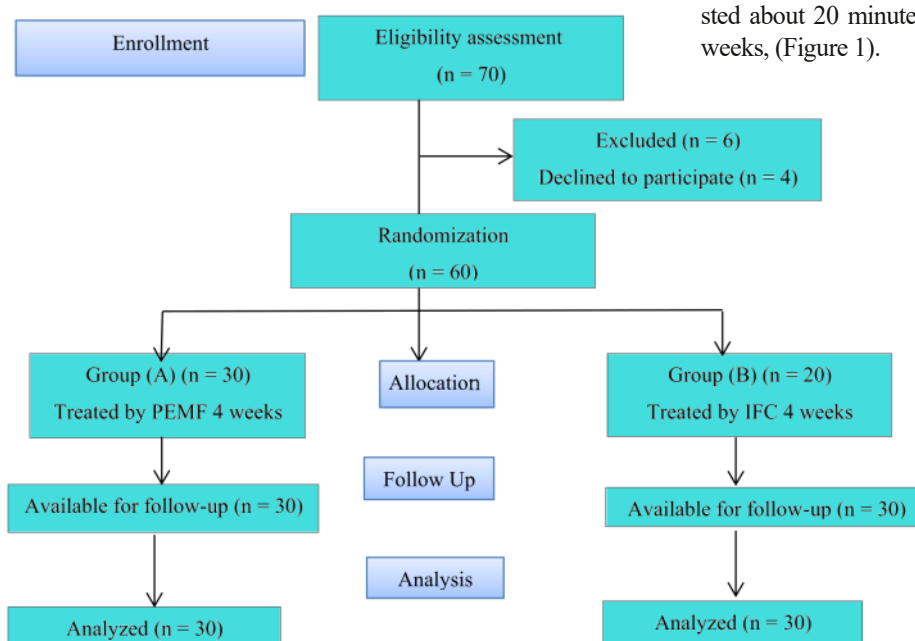 sted about 20 minute
weeks, (Figure 1).
Enrollment
Eligibility assessment
(n = 70)
Excluded (n = 6)
Declined to participate (n = 4)
Randomization
(n = 60)
Group (A) (n = 30)
Treated by PEMF 4 weeks
Allocation
Group (B) (n = 20)
Treated by IFC 4 weeks
Follow Up
Available for follow-up (n = 30)
Available for follow-up (n = 30)
Analysis
Analyzed (n = 30)
Analyzed (n = 30)